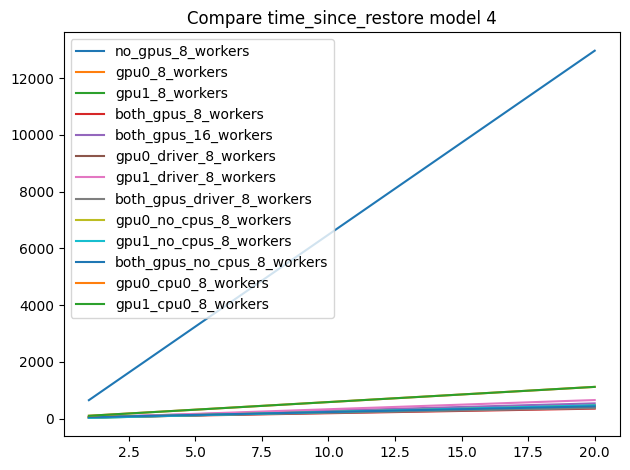 Compare time_since_restore model 4
no_gpus_8_workers
gpu0_8_workers
gpu1_8_workers
both_gpus_8_workers
both_gpus_16_workers
gpu0_driver_8_workers
gpu1_driver_8_workers
both_gpus_driver_8_workers
gpu0_no_cpus_8_workers
gpu1_no_cpus_8_workers
both_gpus_no_cpus_8_workers
gpu0_cpu0_8_workers
gpu1_cpu0_8_workers
12000
10000
8000
6000
4000
2000
0
2.5 5.0 7.5 10.0 12.5 15.0 17.5 20.0